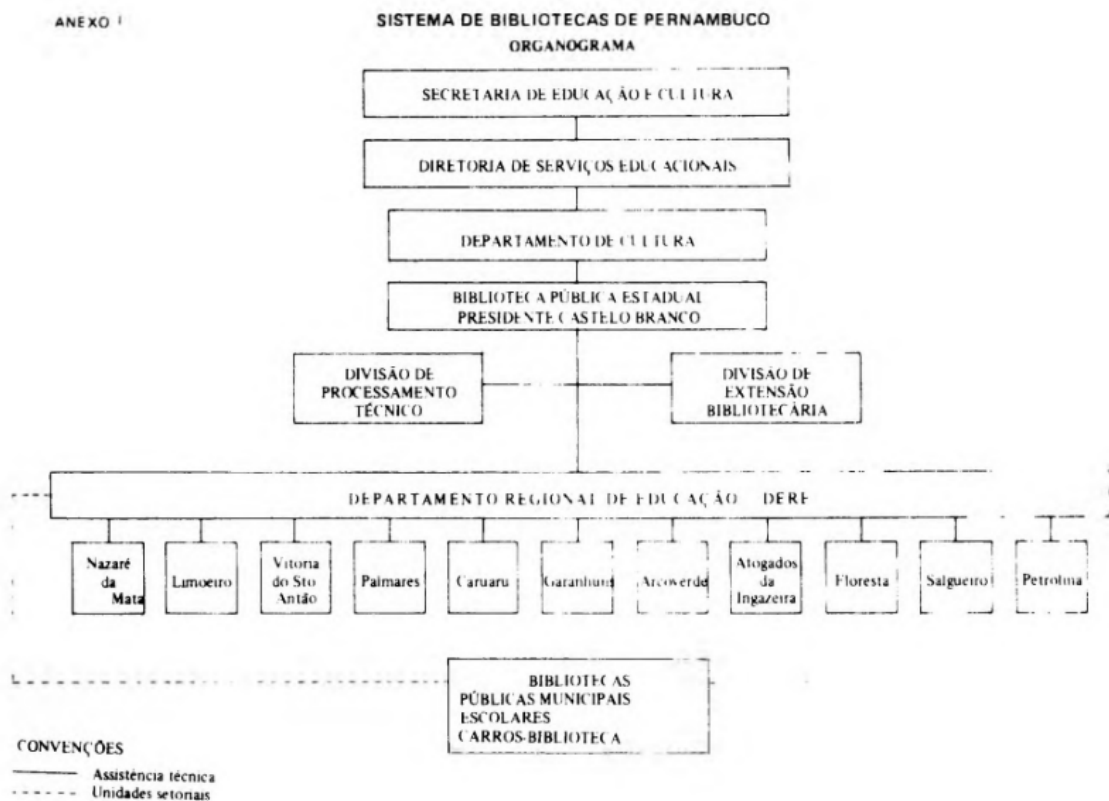 ANEXO I
SISTEMA DE BIBLIOTECAS DE PERNAMBUCO
ORGANOGRAMA
SECRETARIA DE EDUCAÇÃO E CULTURA
DIRETORIA DE SERVIÇOS EDUCACIONAIS
DEPARTAMENTO DE CULTURA
BIBLIOTECA PÚBLICA ESTADUAL
PRESIDENTE CASTELO BRANCO
DIVISÃO DE
PROCESSAMENTO
TÉCNICO
DIVISÃO DE
EXTENSÃO
BIBLIOTECÁRIA
DEPARTAMENTO REGIONAL DE EDUCAÇÃO DERE
Nazaré
da
Mata
Limoeiro
Vitoria
do Sto
Antão
Palmares
Caruaru
Garanhuns
Arcoverde
Atogados
da
Ingazeira
Floresta
Salgueiro
Petrolina
BIBLIOTECAS
PÚBLICAS MUNICIPAIS
ESCOLARES
CARROS-BIBLIOTECA
CONVENÇÕES
Assistência técnica
Unidades setoriais